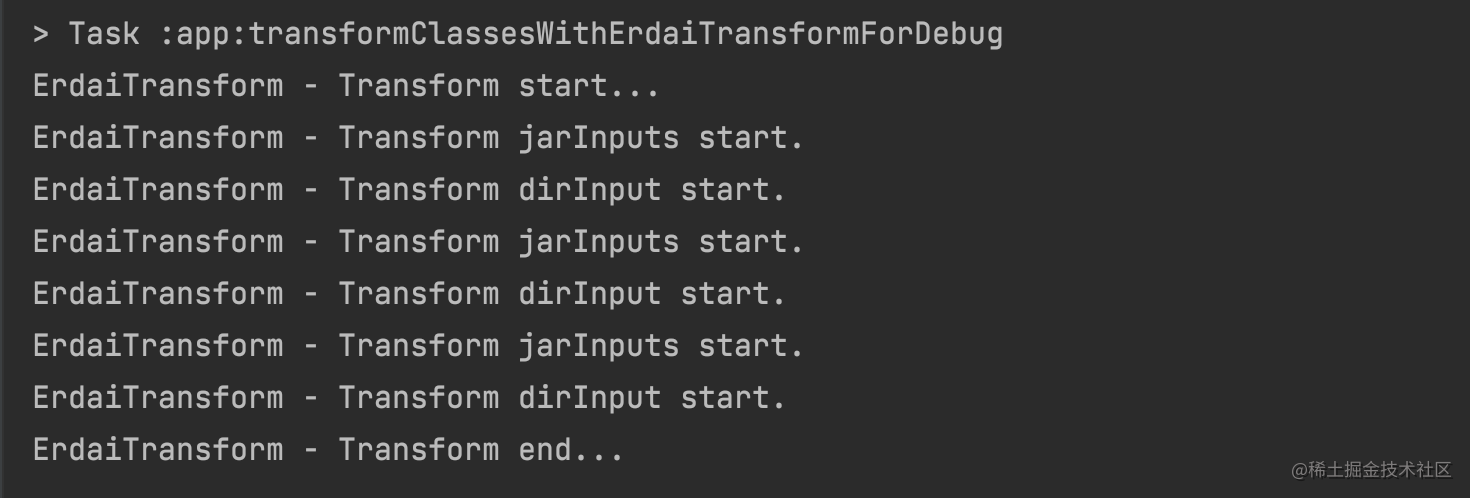 > Task :app:transformClassesWithErdaiTransformForDebug
ErdaiTransform - Transform start...
ErdaiTransform - Transform jarInputs start.
ErdaiTransform - Transform dirInput start.
ErdaiTransform - Transform jarInputs start.
ErdaiTransform - Transform dirInput start.
ErdaiTransform - Transform jarInputs start.
ErdaiTransform - Transform dirInput start.
ErdaiTransform - Transform end...
@稀土掘金技术社区